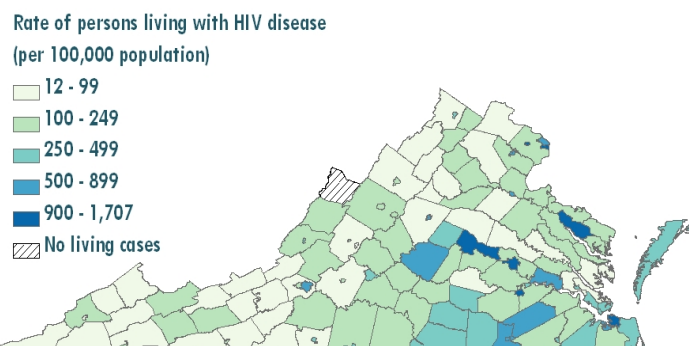 Rate of persons living with HIV disease
(per 100,000 population)
12 - 99
100 - 249
250 - 499
500 - 899
900 - 1,707
No living cases